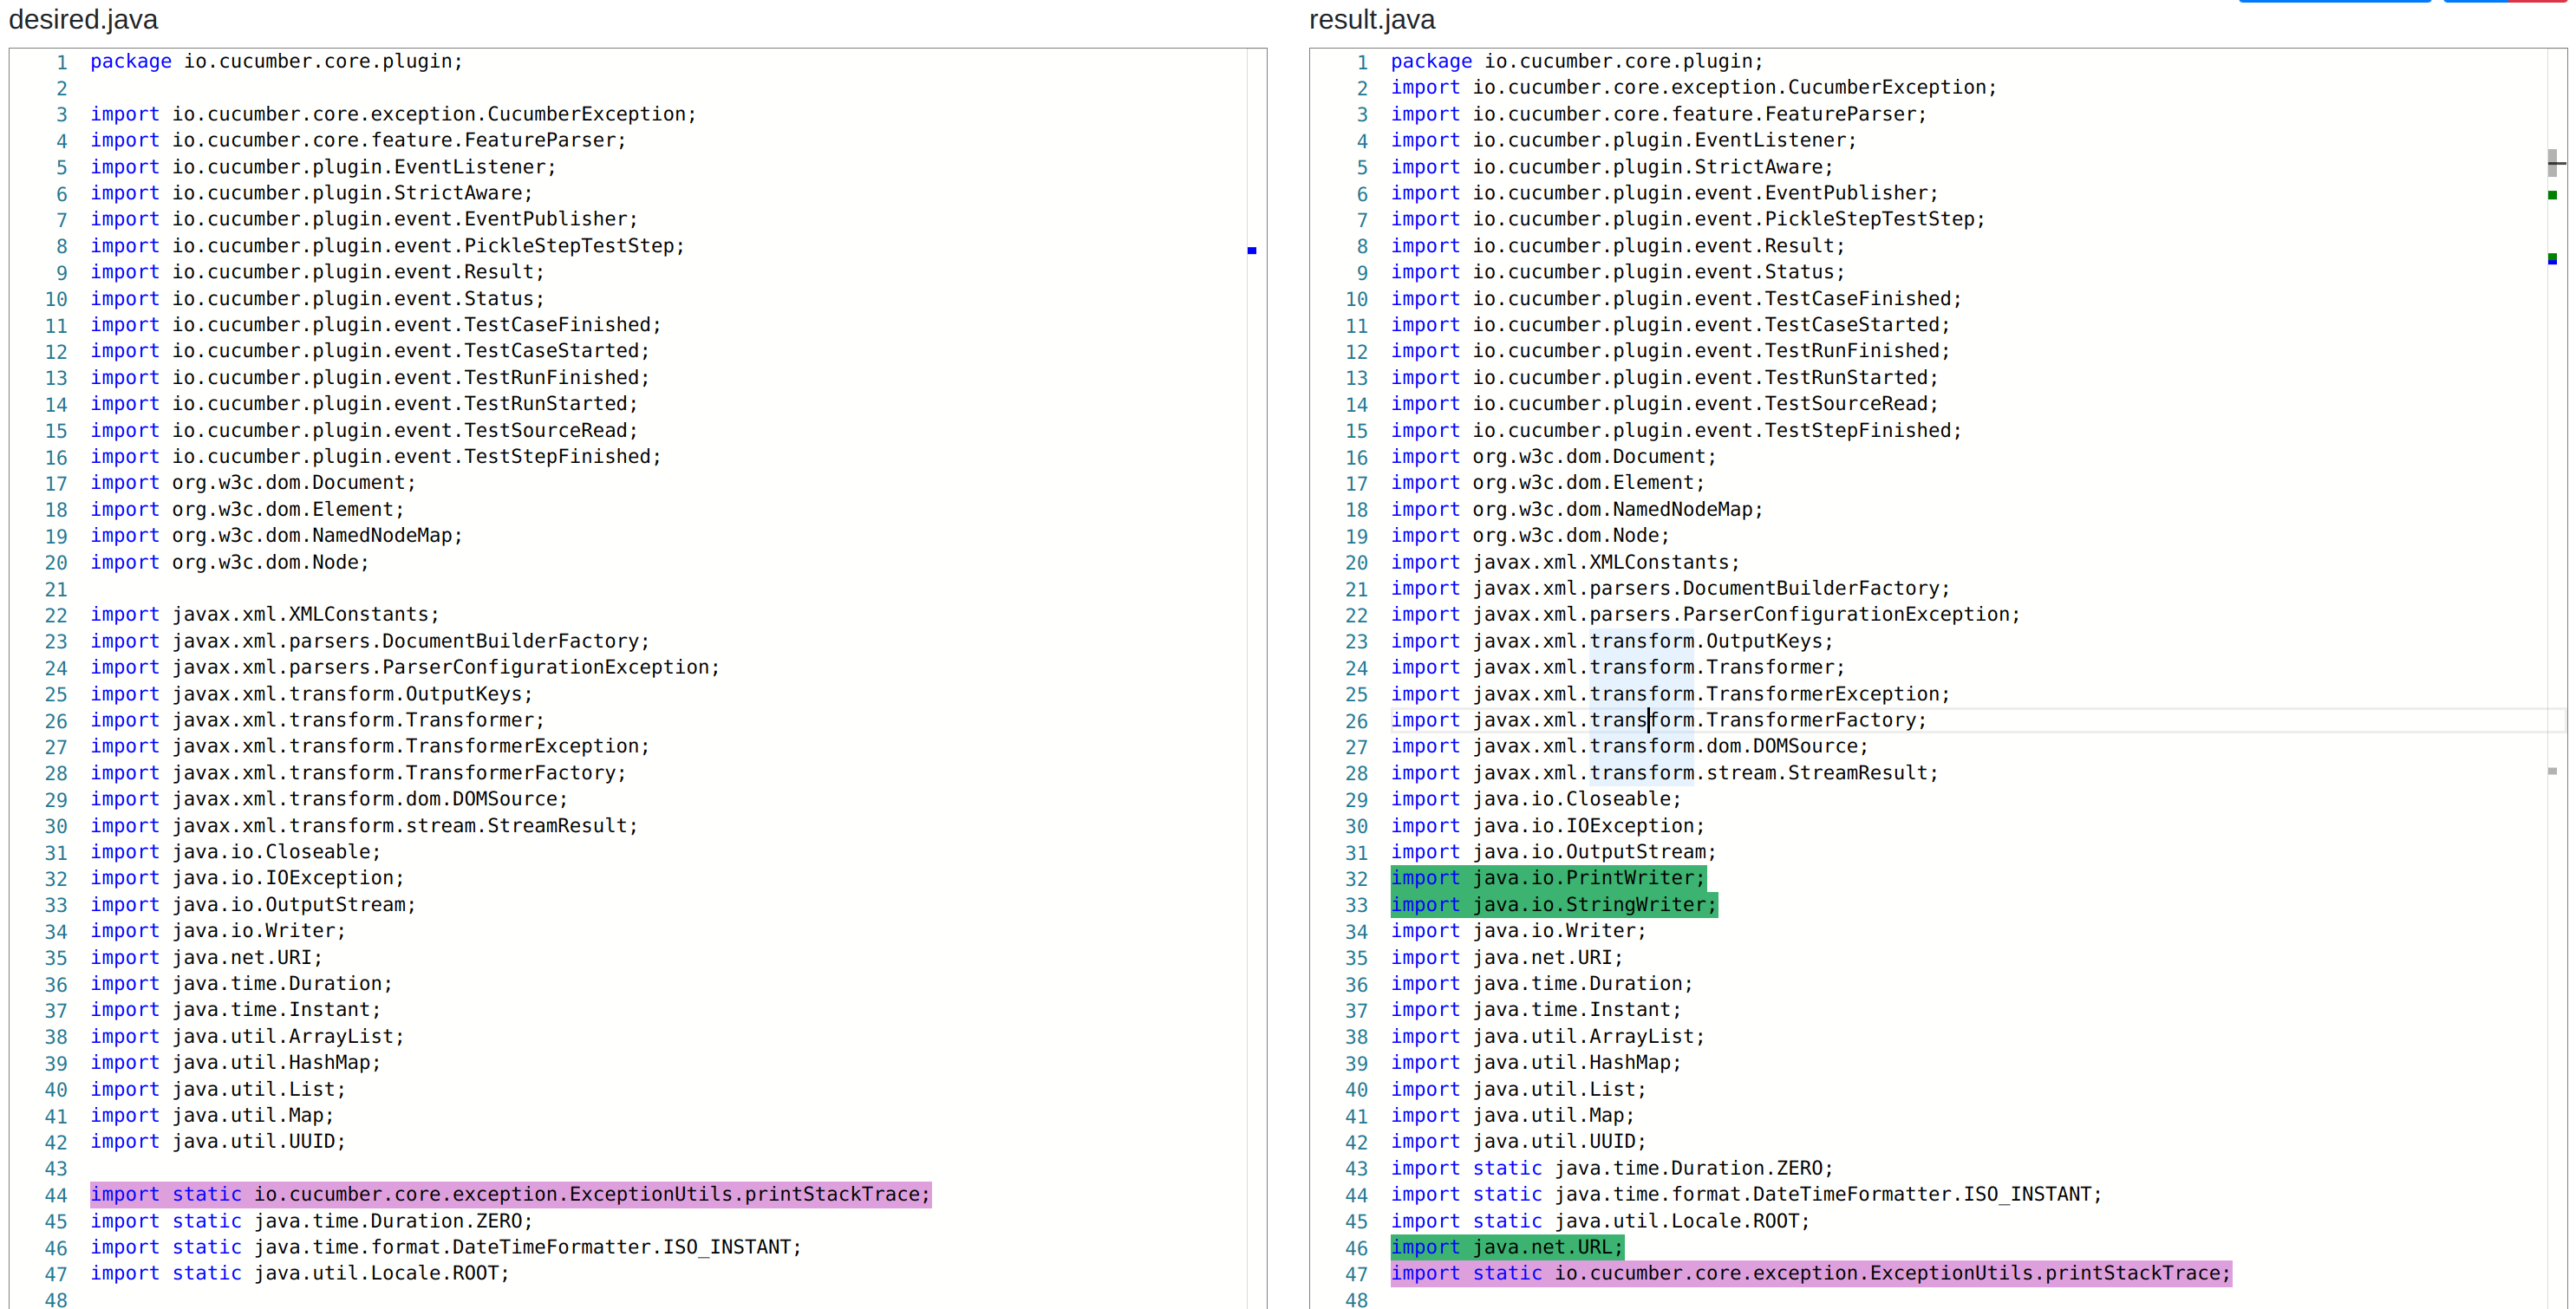 desired.java
1 package io.cucumber.core.plugin;
2
3 import io.cucumber.core.exception.CucumberException;
4 import io.cucumber.core.feature.FeatureParser;
5 import io.cucumber.plugin.EventListener;
6 import io.cucumber.plugin.StrictAware;
7 import io.cucumber.plugin.event.EventPublisher;
8 import io.cucumber.plugin.event.PickleStepTestStep;
9 import io.cucumber.plugin.event.Result;
10 import io.cucumber.plugin.event.Status;
11 import io.cucumber.plugin.event.TestCaseFinished;
12 import io.cucumber.plugin.event.TestCaseStarted;
13 import io.cucumber.plugin.event.TestRunFinished;
14 import io.cucumber.plugin.event.TestRunStarted;
15 import io.cucumber.plugin.event.TestSourceRead;
16 import io.cucumber.plugin.event.TestStepFinished;
17 import org.w3c.dom.Document;
18 import org.w3c.dom.Element;
19 import org.w3c.dom.NamedNodeMap;
20 import org.w3c.dom.Node;
21
22 import javax.xml.XMLConstants;
23 import javax.xml.parsers.DocumentBuilderFactory;
24 import javax.xml.parsers.ParserConfigurationException;
25 import javax.xml.transform.OutputKeys;
26 import javax.xml.transform.Transformer;
27 import javax.xml.transform.TransformerException;
28 import javax.xml.transform.TransformerFactory;
29 import javax.xml.transform.dom.DOMSource;
30 import javax.xml.transform.stream.StreamResult;
31 import java.io.Closeable;
32 import java.io.IOException;
33 import java.io.OutputStream;
34 import java.io.Writer;
35 import java.net.URI;
36 import java.time.Duration;
37 import java.time.Instant;
38 import java.util.ArrayList;
39 import java.util.HashMap;
40 import java.util.List;
41 import java.util.Map;
42 import java.util.UUID;
43
44 import static io.cucumber.core.exception.ExceptionUtils.printStackTrace;
45 import static java.time.Duration.ZERO;
46 import static java.time.format.DateTimeFormatter.ISO_INSTANT;
47 import static java.util.Locale.ROOT;
48
result.java
1 package io.cucumber.core.plugin;
2 import io.cucumber.core.exception.CucumberException;
3 import io.cucumber.core.feature.FeatureParser;
4 import io.cucumber.plugin.EventListener;
5 import io.cucumber.plugin.StrictAware;
6 import io.cucumber.plugin.event.EventPublisher;
7 import io.cucumber.plugin.event.PickleStepTestStep;
8 import io.cucumber.plugin.event.Result;
9 import io.cucumber.plugin.event.Status;
10 import io.cucumber.plugin.event.TestCaseFinished;
11 import io.cucumber.plugin.event.TestCaseStarted;
12 import io.cucumber.plugin.event.TestRunFinished;
13 import io.cucumber.plugin.event.TestRunStarted;
14 import io.cucumber.plugin.event.TestSourceRead;
15 import io.cucumber.plugin.event.TestStepFinished;
16 import org.w3c.dom.Document;
17 import org.w3c.dom.Element;
18 import org.w3c.dom.NamedNodeMap;
19 import org.w3c.dom.Node;
20 import javax.xml.XMLConstants;
21 import javax.xml.parsers.DocumentBuilderFactory;
22 import javax.xml.parsers.ParserConfigurationException;
23 import javax.xml.transform.OutputKeys;
24 import javax.xml.transform.Transformer;
25 import javax.xml.transform.TransformerException;
26 import javax.xml.transform.TransformerFactory;
27 import javax.xml.transform.dom.DOMSource;
28 import javax.xml.transform.stream.StreamResult;
29 import java.io.Closeable;
30 import java.io.IOException;
31 import java.io.OutputStream;
32 import java.io.PrintWriter;
33 import java.io.StringWriter;
34 import java.io.Writer;
35 import java.net.URI;
36 import java.time.Duration;
37 import java.time.Instant;
38 import java.util.ArrayList;
39 import java.util.HashMap;
40 import java.util.List;
41 import java.util.Map;
42 import java.util.UUID;
43 import static java.time.Duration.ZERO;
44 import static java.time.format.DateTimeFormatter.ISO_INSTANT;
45 import static java.util.Locale.ROOT;
46 import java.net.URL;
47 import static io.cucumber.core.exception.ExceptionUtils.printStackTrace;
48